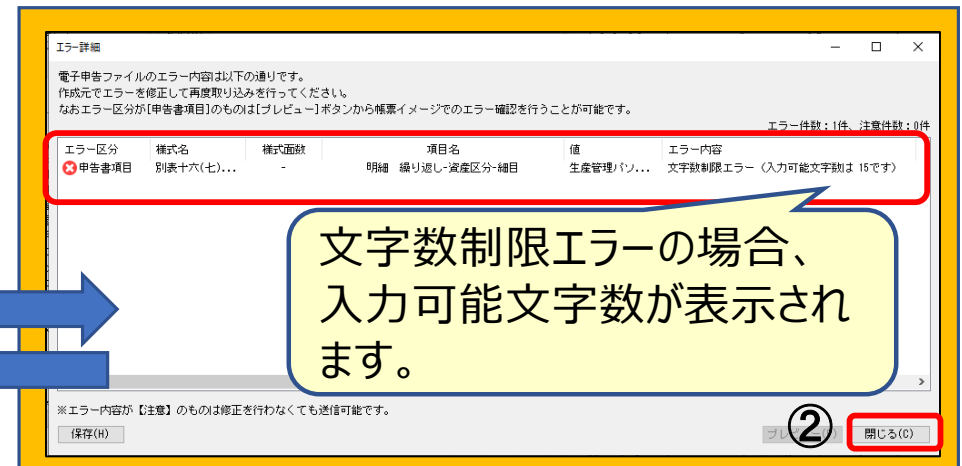 エラー詳細
電子申告ファイルのエラー内容は以下の通りです。
作成元でエラーを修正して再度取り込みを行ってください。
なおエラー区分が[申告書項目]のものは[プレビュー]ボタンから帳票イメージでのエラー確認を行うことが可能です。
エラー件数：1件、注意件数：0件
エラー区分 様式名 様式面数 項目名 値 エラー内容
申告書項目 別表十六(七)... - 明細 繰り返し-資産区分-細目 生産管理パソ... 文字数制限エラー（入力可能文字数は 15です）
文字数制限エラーの場合、
入力可能文字数が表示され
ます。
※エラー内容が【注意】のものは修正を行わなくても送信可能です。
保存(H) ② 閉じる(C)